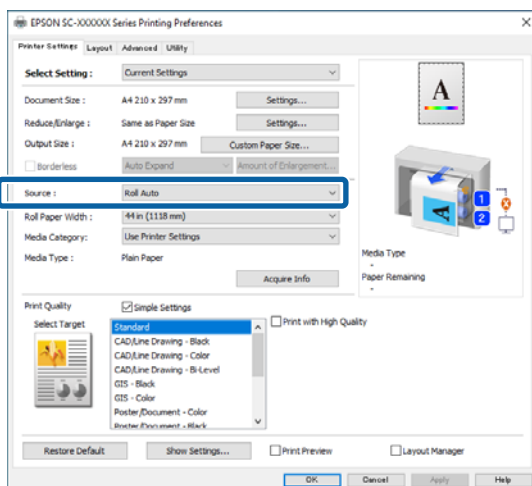 EPSON SC-XXXXXX Series Printing Preferences
Printer Settings Layout Advanced Utility
Select Setting : Current Settings
Document Size : A4 210 x 297 mm Settings...
Reduce/Enlarge : Same as Paper Size Settings...
Output Size : A4 210 x 297 mm Custom Paper Size...
Borderless Auto Expand Amount of Enlargement...
Source : Roll Auto
Roll Paper Width : 44 in (1118 mm)
Media Category: Use Printer Settings
Media Type : Plain Paper
Acquire Info
A
A
1
2
Media Type
-
Paper Remaining
-
Print Quality Simple Settings
Select Target
Standard
CAD/Line Drawing - Black
CAD/Line Drawing - Color
CAD/Line Drawing - Bi-Level
GIS - Black
GIS - Color
Poster/Document - Color
Poster/Document - Black
Print with High Quality
Restore Default Show Settings... Print Preview Layout Manager
OK Cancel Apply Help